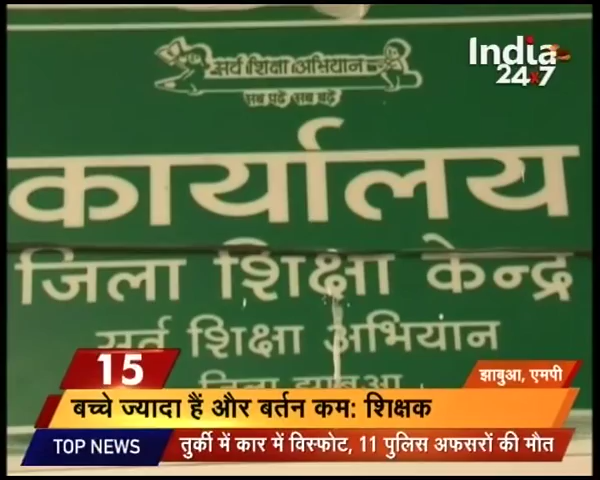 सर्व शिक्षा अभियान
सब पढ़ें सब बढ़ें
India
24x7
कार्यालय
जिला शिक्षा केन्द्र
सर्व शिक्षा अभियान
जिला झाबुआ
15
झाबुआ, एमपी
बच्चे ज्यादा हैं और बर्तन कम: शिक्षक
TOP NEWS
तुर्की में कार में विस्फोट, 11 पुलिस अफसरों की मौत